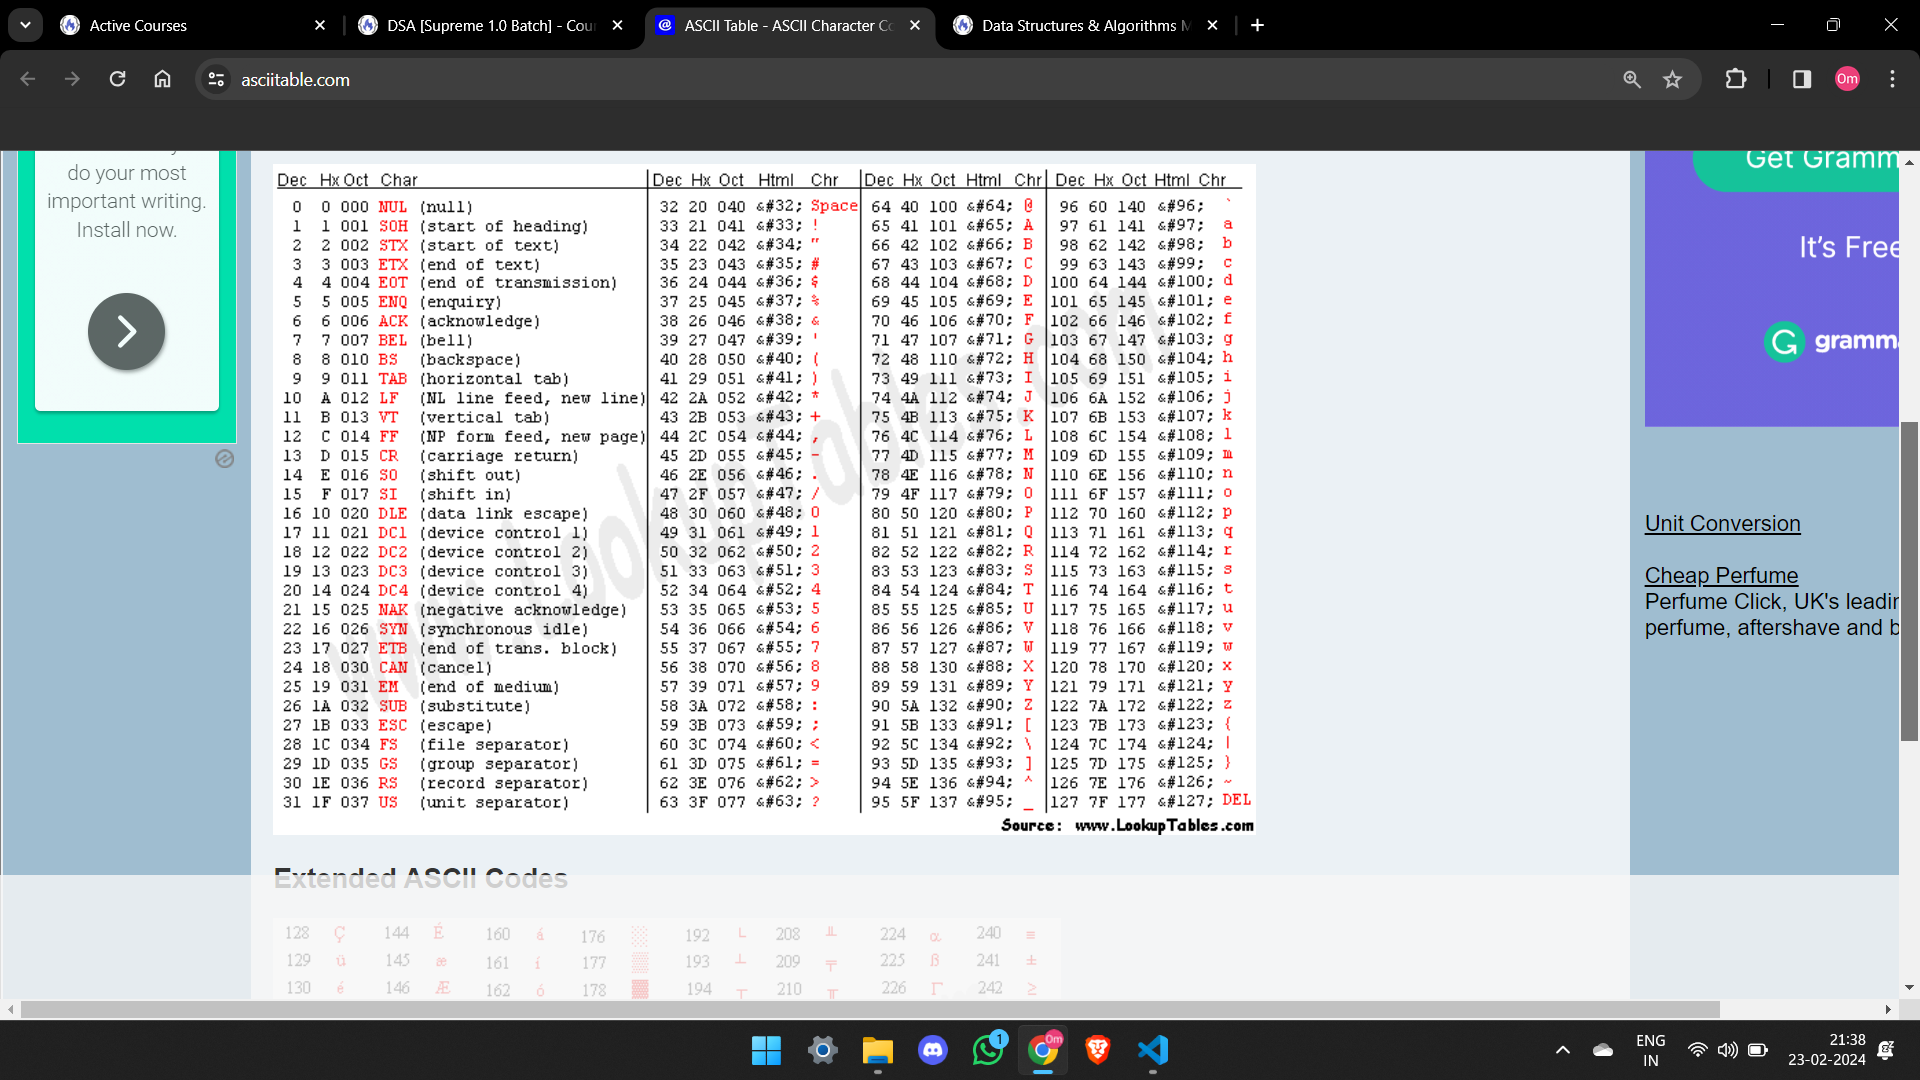 Active Courses
DSA [Supreme 1.0 Batch] - Cou
ASCII Table - ASCII Character Co
Data Structures & Algorithms M
asciitable.com
Om
do your most
important writing.
Install now.
Dec Hx Oct Char Dec Hx Oct Html Chr Dec Hx Oct Html Chr Dec Hx Oct Html Chr
0 0 000 NUL (null) 32 20 040 &#32; Space 64 40 100 &#64; @ 96 60 140 &#96; `
1 1 001 SOH (start of heading) 33 21 041 &#33; ! 65 41 101 &#65; A 97 61 141 &#97; a
2 2 002 STX (start of text) 34 22 042 &#34; " 66 42 102 &#66; B 98 62 142 &#98; b
3 3 003 ETX (end of text) 35 23 043 &#35; # 67 43 103 &#67; C 99 63 143 &#99; c
4 4 004 EOT (end of transmission) 36 24 044 &#36; $ 68 44 104 &#68; D 100 64 144 &#100; d
5 5 005 ENQ (enquiry) 37 25 045 &#37; % 69 45 105 &#69; E 101 65 145 &#101; e
6 6 006 ACK (acknowledge) 38 26 046 &#38; & 70 46 106 &#70; F 102 66 146 &#102; f
7 7 007 BEL (bell) 39 27 047 &#39; ' 71 47 107 &#71; G 103 67 147 &#103; g
8 8 010 BS (backspace) 40 28 050 &#40; ( 72 48 110 &#72; H 104 68 150 &#104; h
9 9 011 TAB (horizontal tab) 41 29 051 &#41; ) 73 49 111 &#73; I 105 69 151 &#105; i
10 A 012 LF (NL line feed, new line) 42 2A 052 &#42; * 74 4A 112 &#74; J 106 6A 152 &#106; j
11 B 013 VT (vertical tab) 43 2B 053 &#43; + 75 4B 113 &#75; K 107 6B 153 &#107; k
12 C 014 FF (NP form feed, new page) 44 2C 054 &#44; , 76 4C 114 &#76; L 108 6C 154 &#108; l
13 D 015 CR (carriage return) 45 2D 055 &#45; - 77 4D 115 &#77; M 109 6D 155 &#109; m
14 E 016 SO (shift out) 46 2E 056 &#46; . 78 4E 116 &#78; N 110 6E 156 &#110; n
15 F 017 SI (shift in) 47 2F 057 &#47; / 79 4F 117 &#79; O 111 6F 157 &#111; o
16 10 020 DLE (data link escape) 48 30 060 &#48; 0 80 50 120 &#80; P 112 70 160 &#112; p
17 11 021 DC1 (device control 1) 49 31 061 &#49; 1 81 51 121 &#81; Q 113 71 161 &#113; q
18 12 022 DC2 (device control 2) 50 32 062 &#50; 2 82 52 122 &#82; R 114 72 162 &#114; r
19 13 023 DC3 (device control 3) 51 33 063 &#51; 3 83 53 123 &#83; S 115 73 163 &#115; s
20 14 024 DC4 (device control 4) 52 34 064 &#52; 4 84 54 124 &#84; T 116 74 164 &#116; t
21 15 025 NAK (negative acknowledge) 53 35 065 &#53; 5 85 55 125 &#85; U 117 75 165 &#117; u
22 16 026 SYN (synchronous idle) 54 36 066 &#54; 6 86 56 126 &#86; V 118 76 166 &#118; v
23 17 027 ETB (end of trans. block) 55 37 067 &#55; 7 87 57 127 &#87; W 119 77 167 &#119; w
24 18 030 CAN (cancel) 56 38 070 &#56; 8 88 58 130 &#88; X 120 78 170 &#120; x
25 19 031 EM (end of medium) 57 39 071 &#57; 9 89 59 131 &#89; Y 121 79 171 &#121; y
26 1A 032 SUB (substitute) 58 3A 072 &#58; : 90 5A 132 &#90; Z 122 7A 172 &#122; z
27 1B 033 ESC (escape) 59 3B 073 &#59; ; 91 5B 133 &#91; [ 123 7B 173 &#123; {
28 1C 034 FS (file separator) 60 3C 074 &#60; < 92 5C 134 &#92; \ 124 7C 174 &#124; |
29 1D 035 GS (group separator) 61 3D 075 &#61; = 93 5D 135 &#93; ] 125 7D 175 &#125; }
30 1E 036 RS (record separator) 62 3E 076 &#62; > 94 5E 136 &#94; ^ 126 7E 176 &#126; ~
31 1F 037 US (unit separator) 63 3F 077 &#63; ? 95 5F 137 &#95; _ 127 7F 177 &#127; DEL
www.LookupTables.com
Source: www.LookupTables.com
Get Gramm
It's Free
gramma
Unit Conversion
Cheap Perfume
Perfume Click, UK's leadin
perfume, aftershave and b
Extended ASCII Codes
128 Ç 144 É 160 á 176 ░ 192 └ 208 ╨ 224 α 240 ≡
129 ü 145 æ 161 í 177 ▒ 193 ┴ 209 ╤ 225 ß 241 ±
130 é 146 Æ 162 ó 178 ▓ 194 ┬ 210 ╥ 226 Γ 242 ≥
1
Om
ENG
IN
21:38
23-02-2024